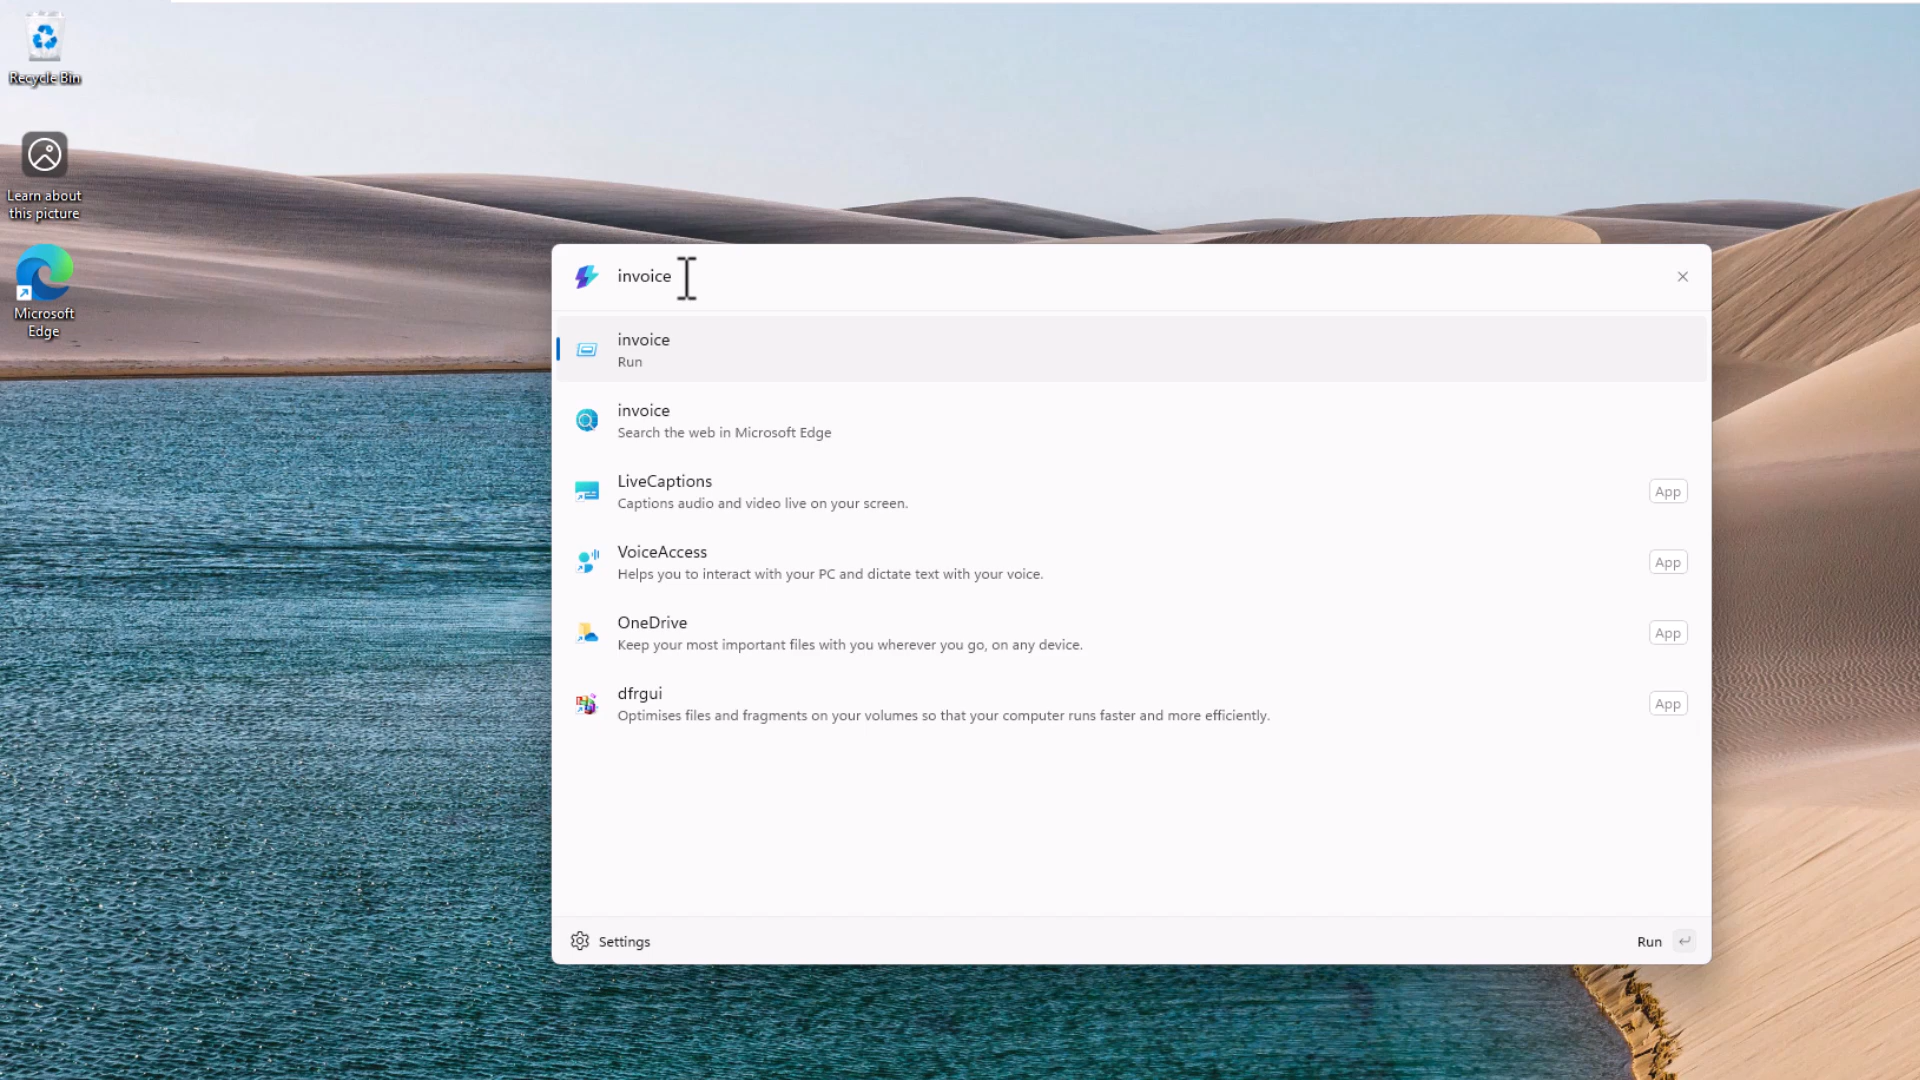 Recycle Bin
Learn about
this picture
Microsoft
Edge
invoice
invoice
Run
invoice
Search the web in Microsoft Edge
LiveCaptions
Captions audio and video live on your screen.
App
VoiceAccess
Helps you to interact with your PC and dictate text with your voice.
App
OneDrive
Keep your most important files with you wherever you go, on any device.
App
dfrgui
Optimises files and fragments on your volumes so that your computer runs faster and more efficiently.
App
Settings
Run